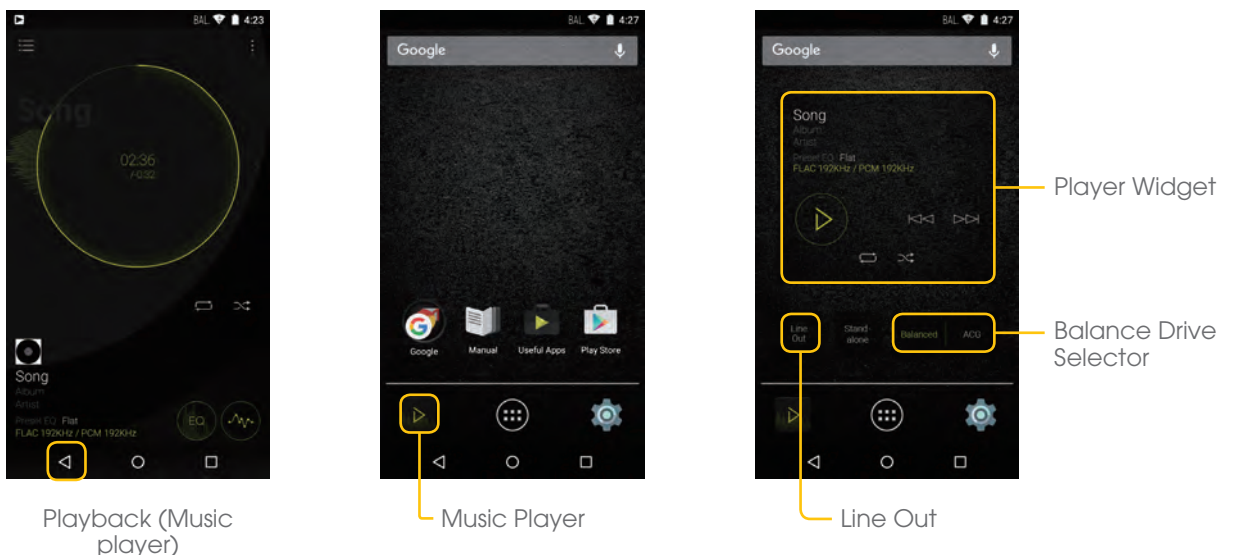 BAL. 4:23
Song
02:36
/-0:32
Song
Album
Artist
Preset EQ Flat
FLAC 192KHz / PCM 192KHz
EQ
Playback (Music
player)
BAL. 4:27
Google
Google
Manual
Useful Apps
Play Store
Music Player
BAL. 4:27
Google
Song
Album
Artist
Preset EQ Flat
FLAC 192KHz / PCM 192KHz
Player Widget
Line
Out
Stand-
alone
Balanced
ACG
Balance Drive
Selector
Line Out